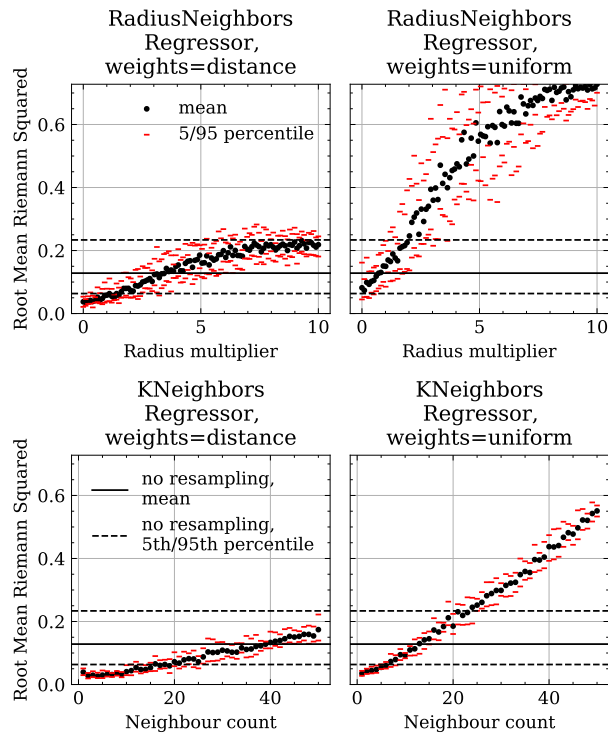 RadiusNeighbors
Regressor,
weights=distance
RadiusNeighbors
Regressor,
weights=uniform
Root Mean Riemann Squared
0.6
0.4
0.2
0.0
mean
5/95 percentile
0
5
10
Radius multiplier
0
5
10
Radius multiplier
KNeighbors
Regressor,
weights=distance
KNeighbors
Regressor,
weights=uniform
Root Mean Riemann Squared
0.6
0.4
0.2
0.0
no resampling,
mean
no resampling,
5th/95th percentile
0
20
40
Neighbour count
0
20
40
Neighbour count